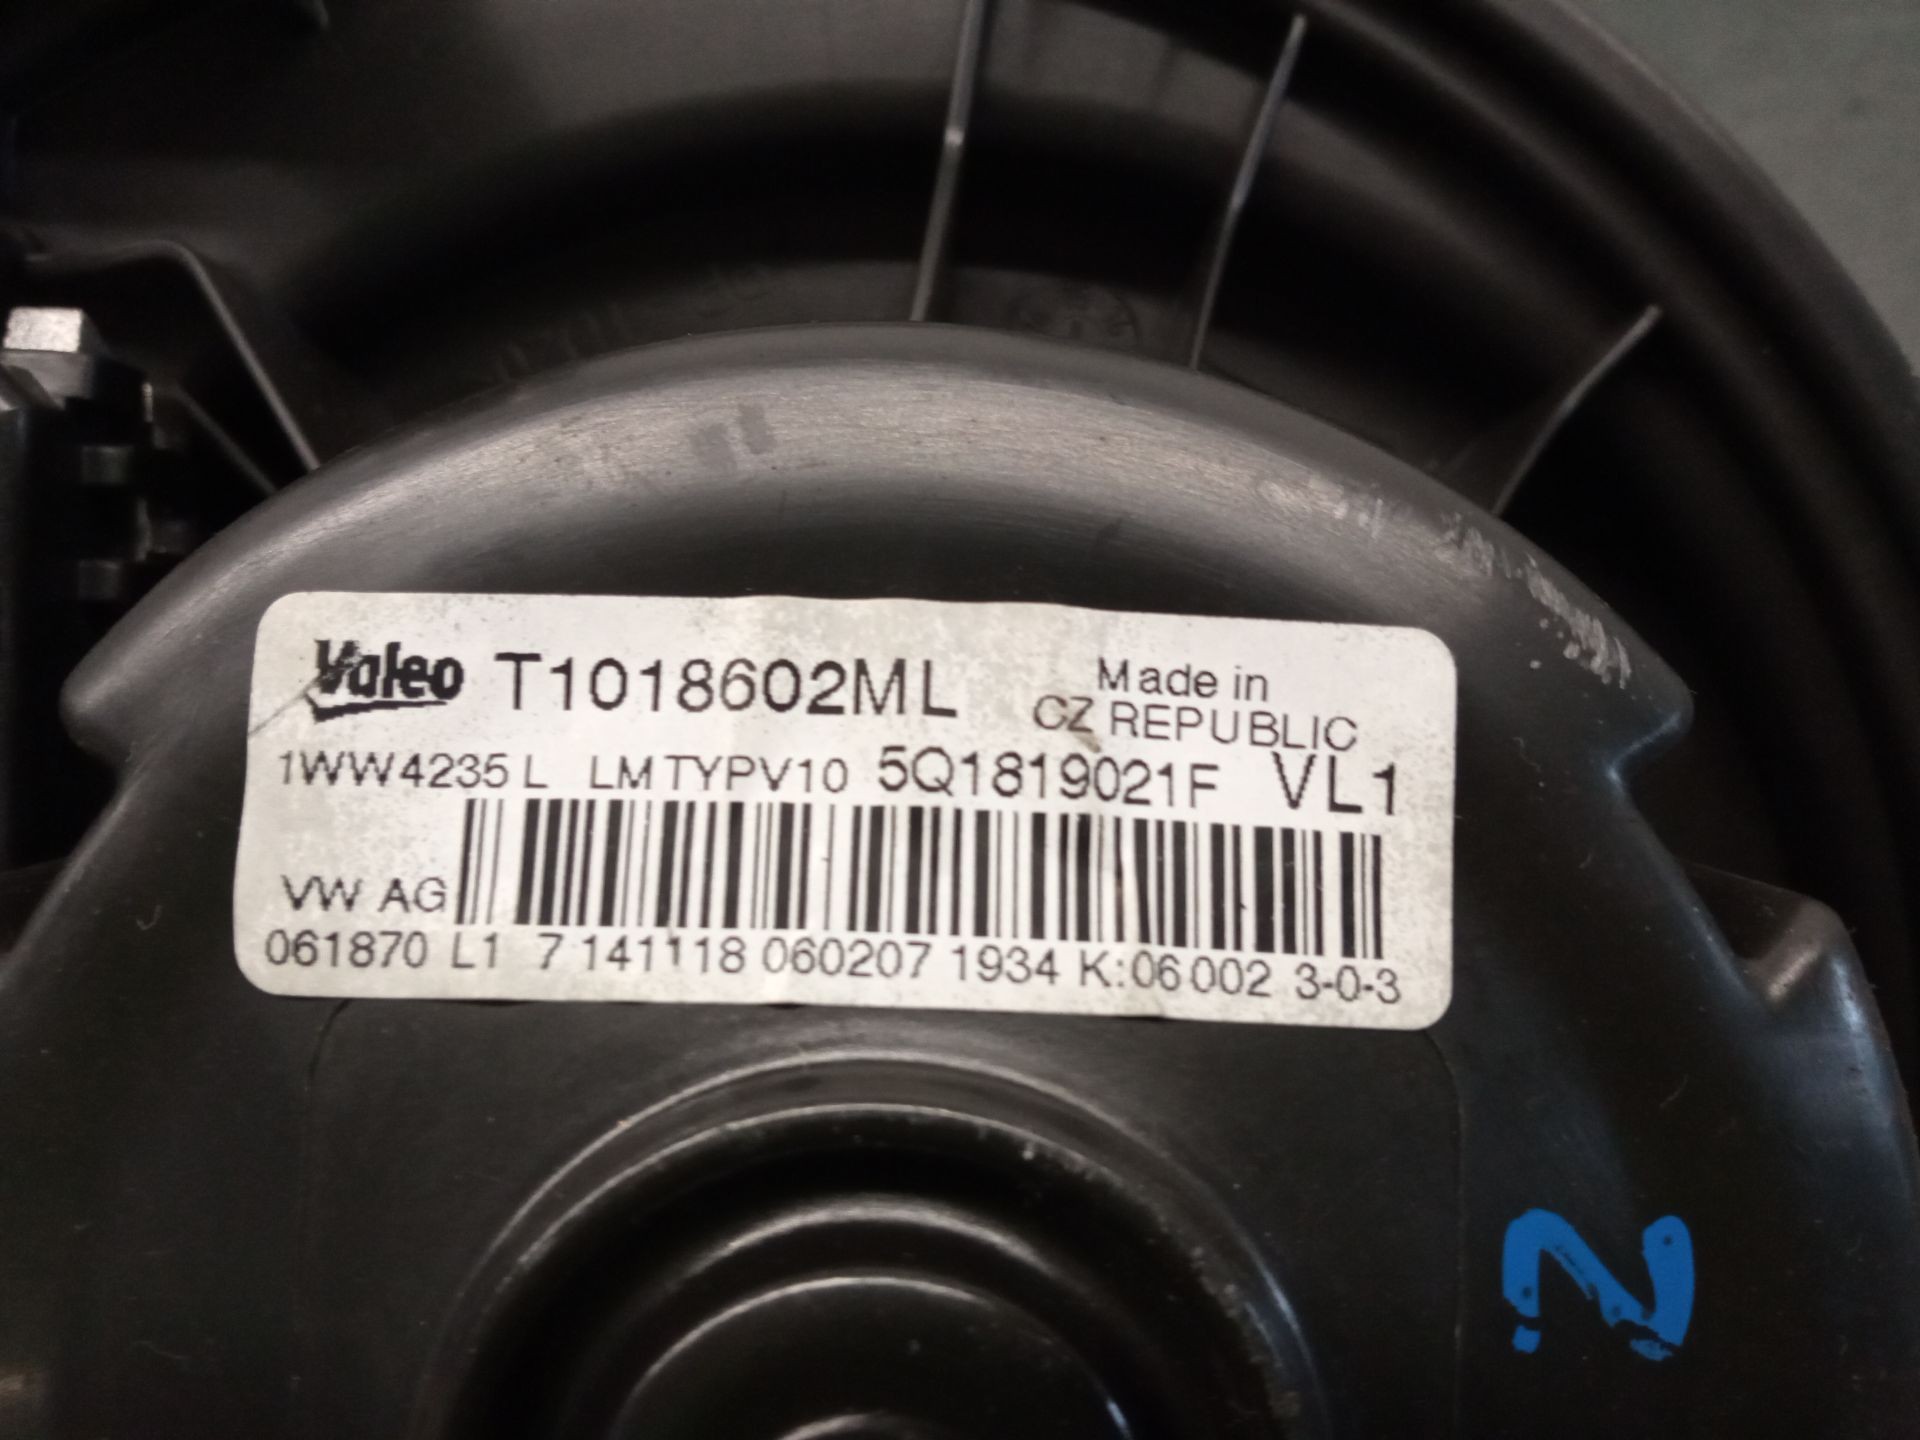 Valeo T1018602ML Made in
CZ REPUBLIC
1WW4235 L LM TYPV10 5Q1819021F VL1
VW AG
061870 L1 7 141118 060207 1934 K:06 002 3-0-3